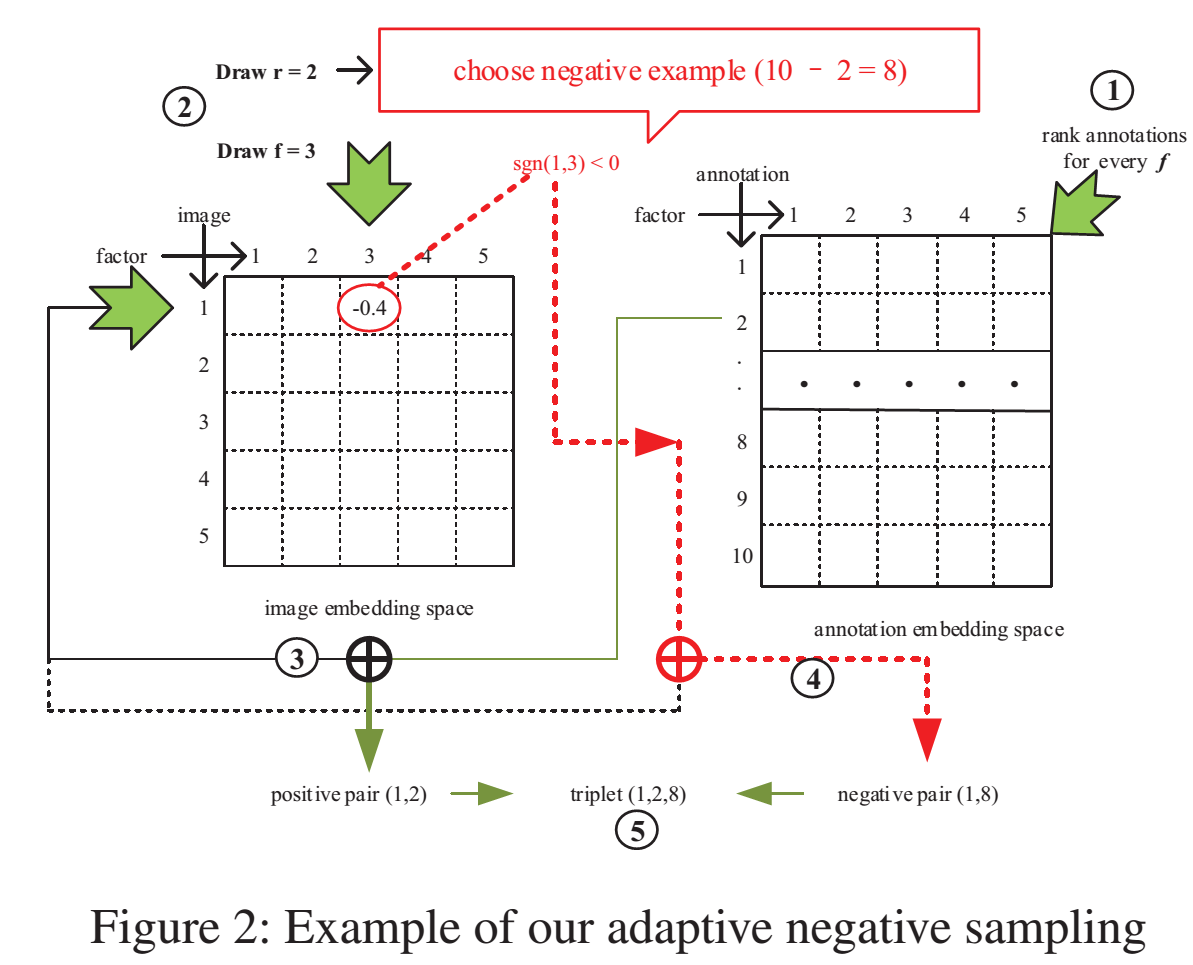 Draw r = 2
choose negative example (10 - 2 = 8)
1
2
rank annotations
for every f
Draw f = 3
sgn(1,3) < 0
annotation
image
factor
1 2 3 4 5
factor
1 2 3 4 5
1
1
-0.4
2
2
.
3
.
8
4
9
5
10
image embedding space
annotation embedding space
3
4
positive pair (1,2)
triplet (1,2,8)
negative pair (1,8)
5
Figure 2: Example of our adaptive negative sampling